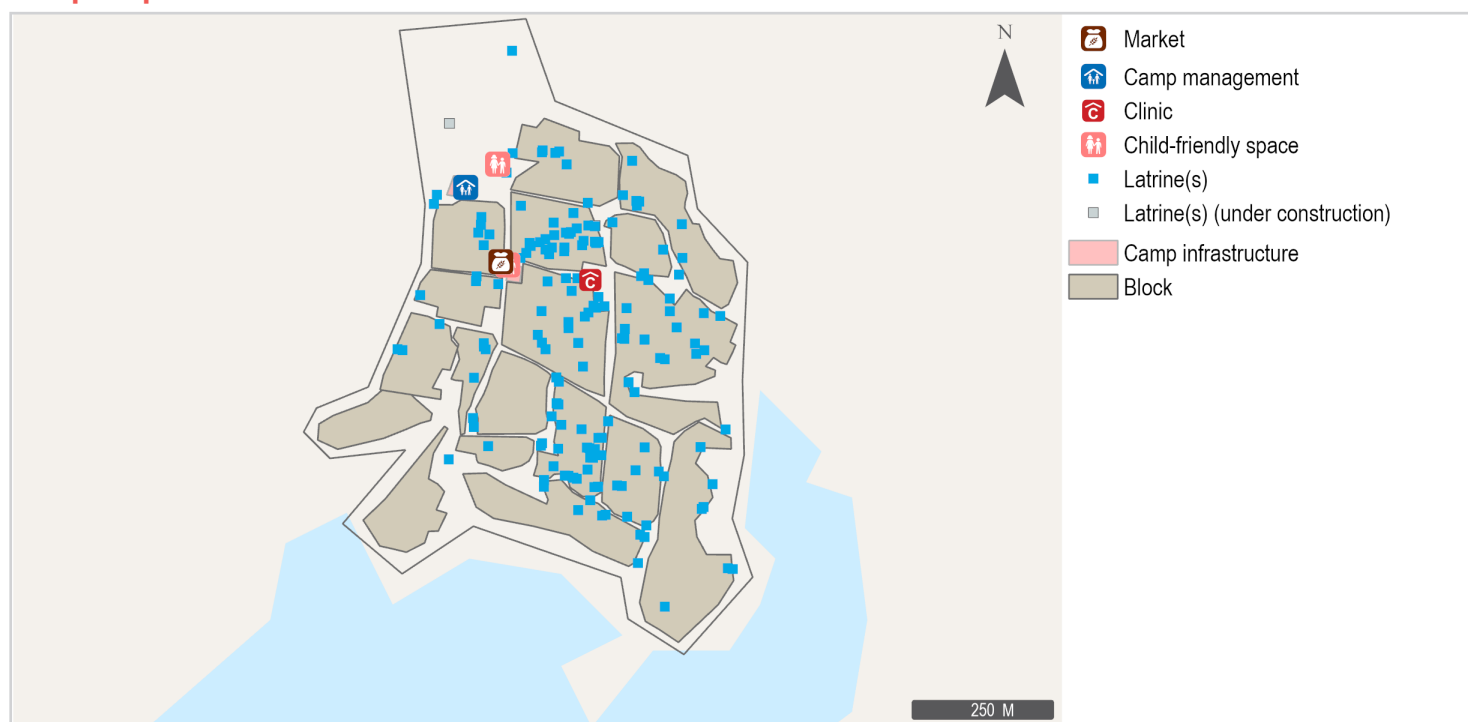 N
Market
Camp management
C
Clinic
Child-friendly space
Latrine(s)
Latrine(s) (under construction)
Camp infrastructure
Block
C
250 M